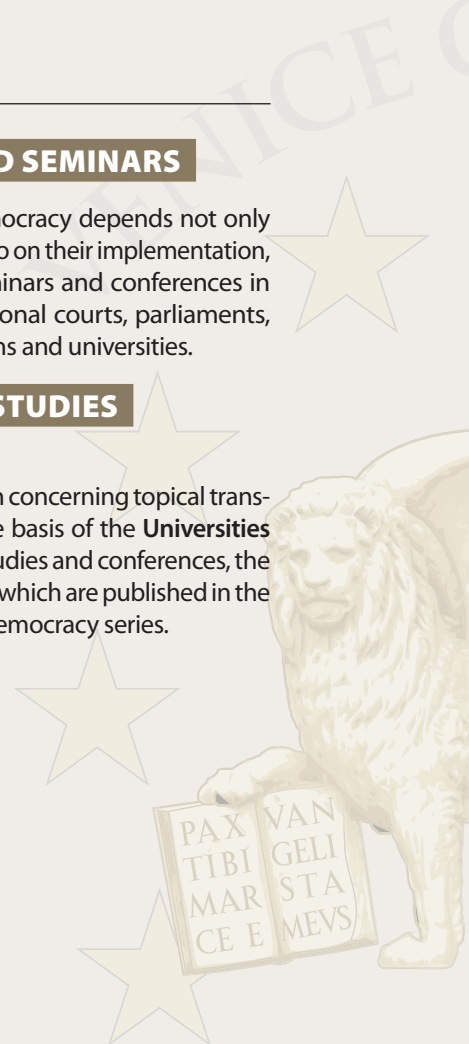 VENICE C
D SEMINARS
ocracy depends not only
o on their implementation,
inars and conferences in
onal courts, parliaments,
ns and universities.
STUDIES
n concerning topical trans-
e basis of the Universities
udies and conferences, the
which are published in the
emocracy series.
PAX VAN
TIBI GELI
MAR STA
CE E MEVS